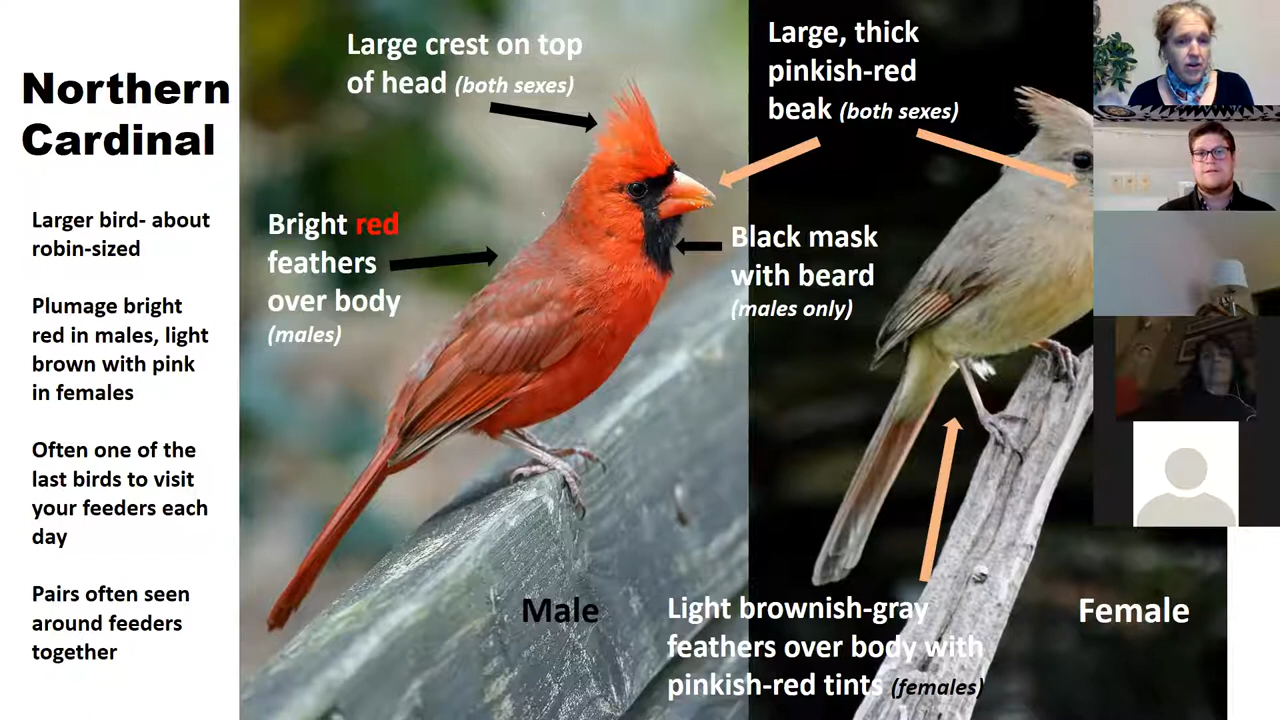 Northern
Cardinal
Larger bird- about
robin-sized
Plumage bright
red in males, light
brown with pink
in females
Often one of the
last birds to visit
your feeders each
day
Pairs often seen
around feeders
together
Large crest on top
of head (both sexes)
Bright red
feathers
over body
(males)
Large, thick
pinkish-red
beak (both sexes)
Black mask
with beard
(males only)
Male
Light brownish-gray
feathers over body with
pinkish-red tints (females)
Female